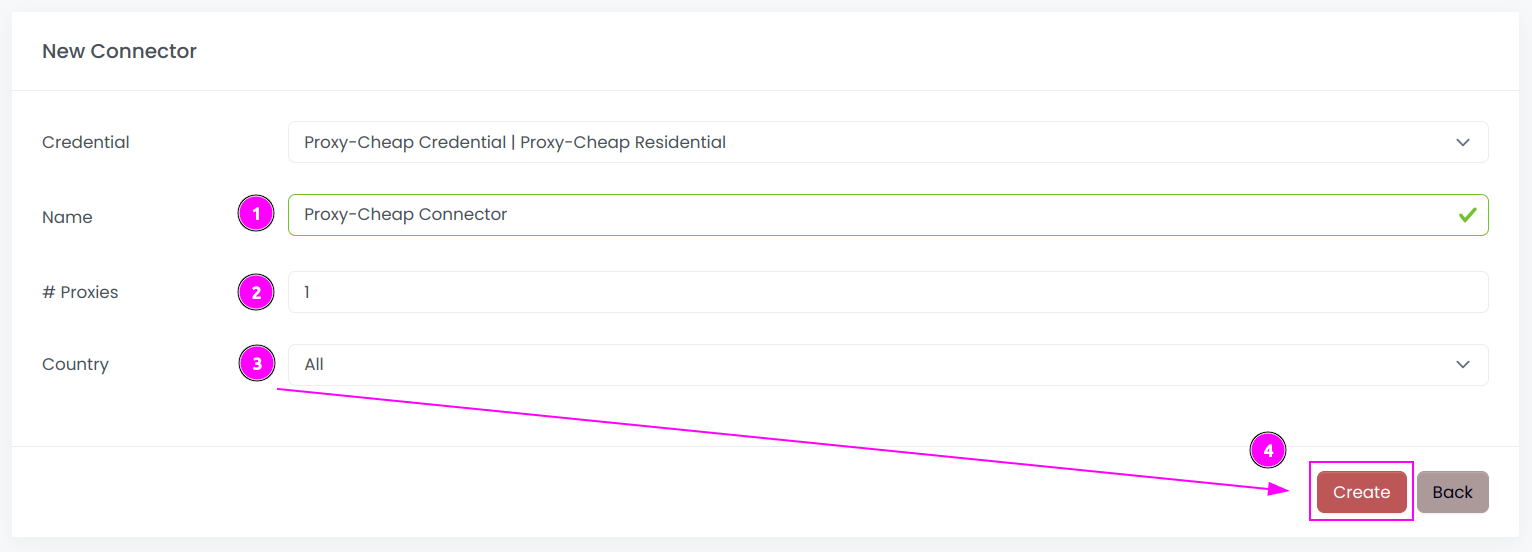 New Connector
Credential Proxy-Cheap Credential | Proxy-Cheap Residential
Name 1 Proxy-Cheap Connector
# Proxies 2 1
Country 3 All
4
Create Back